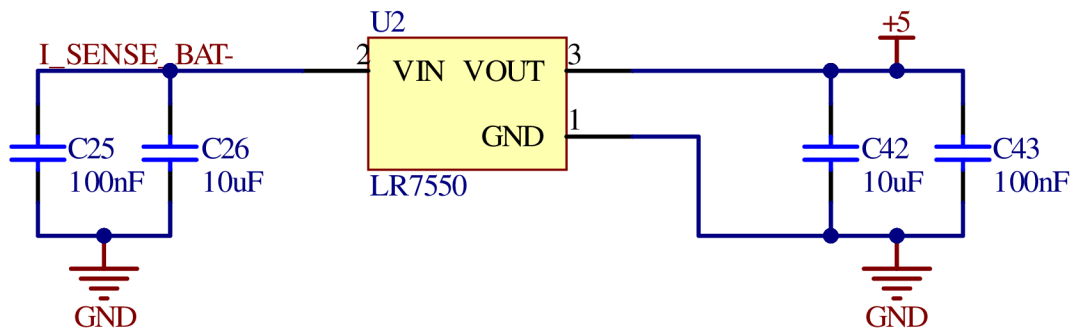 U2
+5
I_SENSE_BAT-
2
VIN VOUT
3
GND
1
C25
100nF
C26
10uF
LR7550
C42
10uF
C43
100nF
GND
GND